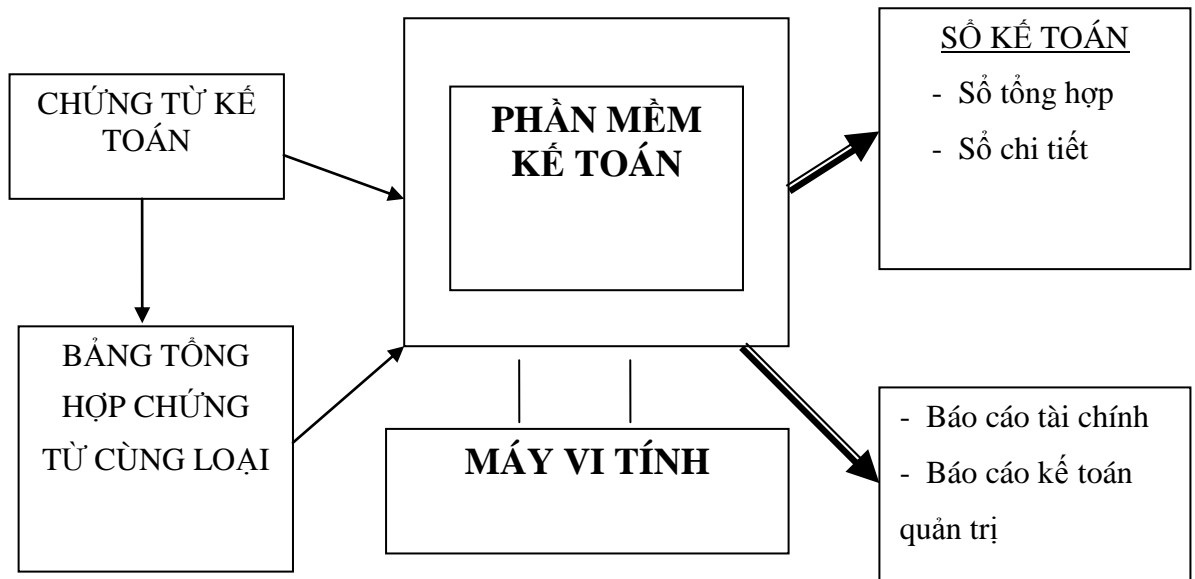 CHỨNG TỪ KẾ
TOÁN
BẢNG TỔNG
HỢP CHỨNG
TỪ CÙNG LOẠI
PHẦN MỀM
KẾ TOÁN
MÁY VI TÍNH
SỔ KẾ TOÁN
- Sổ tổng hợp
- Sổ chi tiết
- Báo cáo tài chính
- Báo cáo kế toán
quản trị